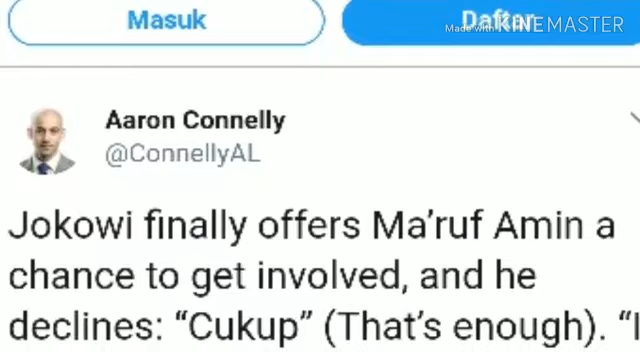 Masuk
Daftar
Made with KINEMASTER
Aaron Connelly
@ConnellyAL
Jokowi finally offers Ma’ruf Amin a
chance to get involved, and he
declines: “Cukup” (That’s enough). “I